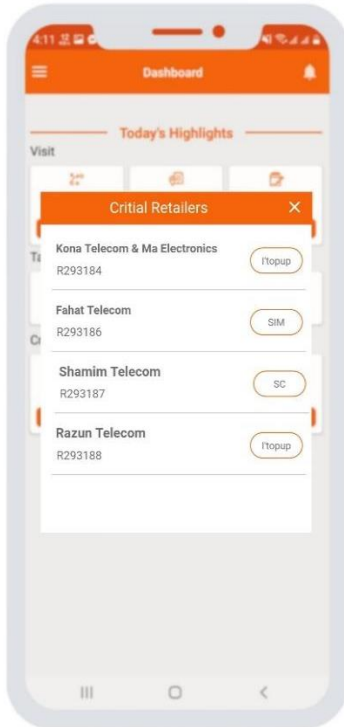 4:11
Dashboard
Today's Highlights
Visit
Critial Retailers
Kona Telecom & Ma Electronics
R293184
I'topup
Fahat Telecom
R293186
SIM
Shamim Telecom
R293187
SC
Razun Telecom
R293188
I'topup